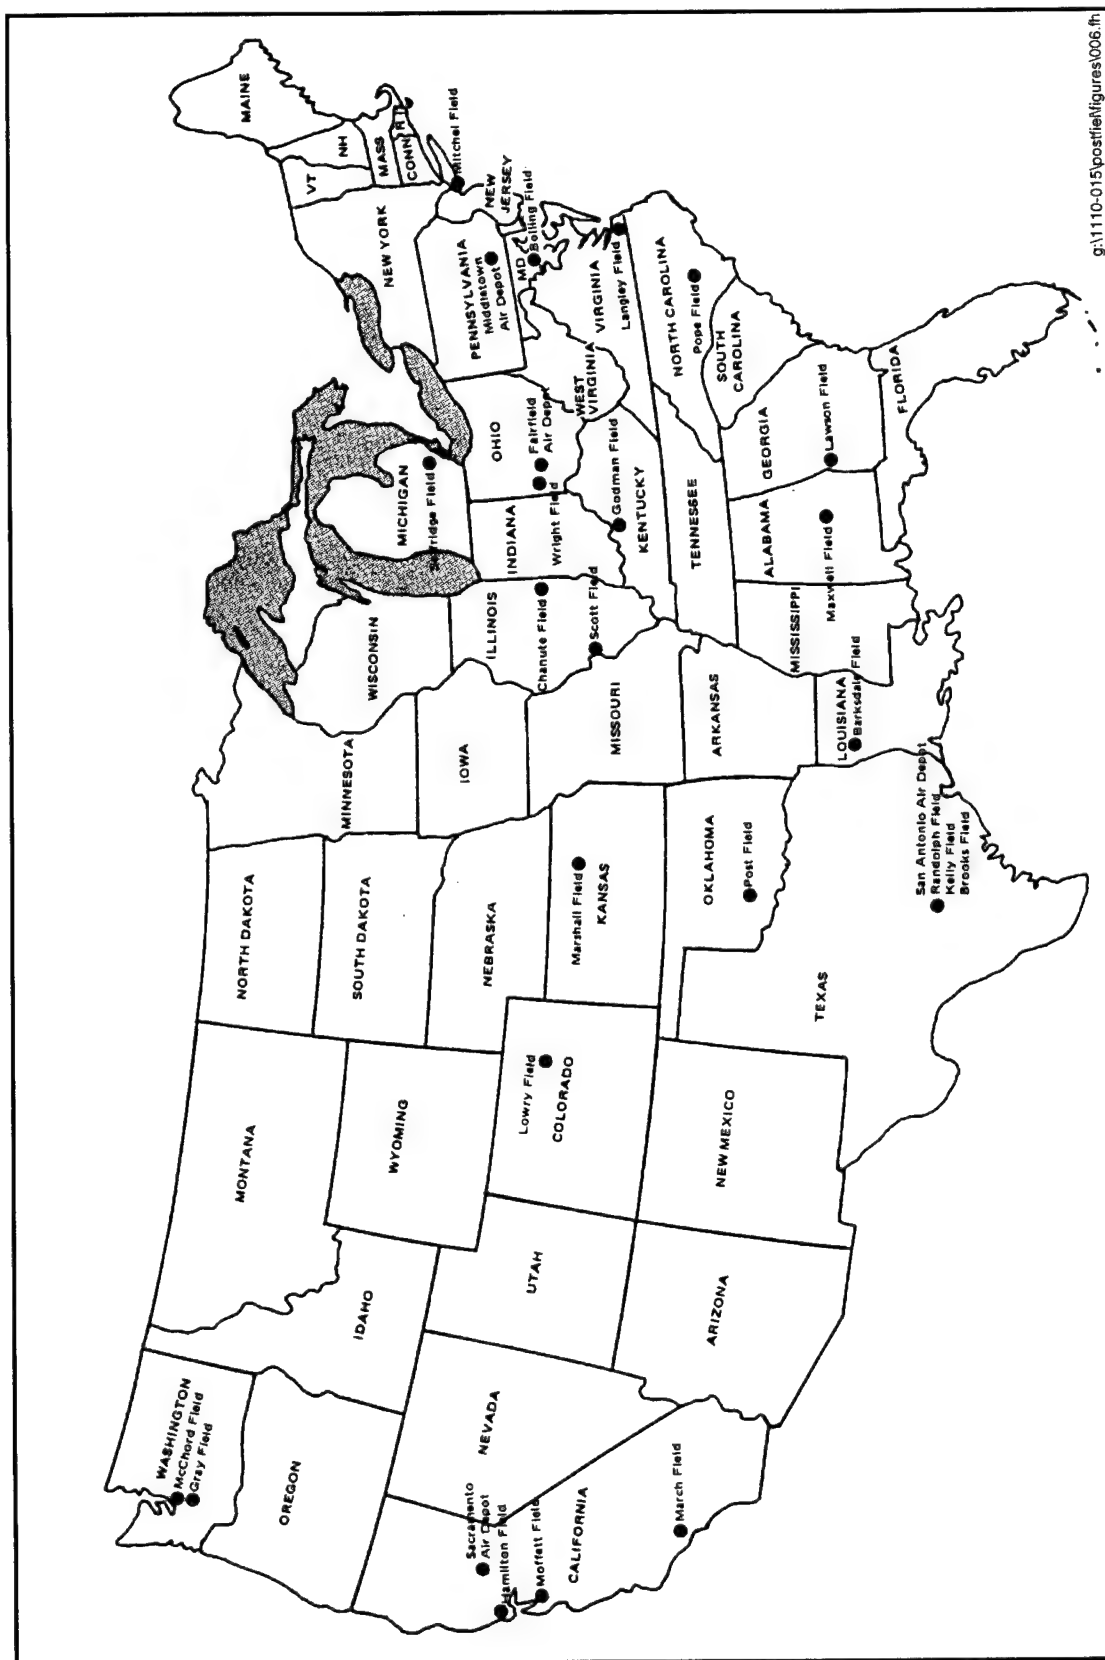 WASHINGTON
McChord Field
Gray Field
OREGON
IDAHO
MONTANA
WYOMING
NORTH DAKOTA
SOUTH DAKOTA
NEBRASKA
MINNESOTA
WISCONSIN
IOWA
MICHIGAN
Selfridge Field
ILLINOIS
Chanute Field
Scott Field
INDIANA
Wright Field
OHIO
Fairfield
Air Depot
PENNSYLVANIA
Middletown
Air Depot
NEW YORK
VT
NH
MAINE
MASS
CONN
R I
Mitchel Field
NEW
JERSEY
MD
Bolling Field
WEST
VIRGINIA
VIRGINIA
Langley Field
NORTH CAROLINA
Pope Field
SOUTH
CAROLINA
KENTUCKY
Godman Field
TENNESSEE
GEORGIA
Lawson Field
ALABAMA
Maxwell Field
MISSISSIPPI
FLORIDA
LOUISIANA
Barksdale Field
ARKANSAS
MISSOURI
KANSAS
Marshall Field
OKLAHOMA
Post Field
TEXAS
San Antonio Air Depot
Randolph Field
Kelly Field
Brooks Field
COLORADO
Lowry Field
NEW MEXICO
ARIZONA
UTAH
NEVADA
CALIFORNIA
Sacramento
Air Depot
Hamilton Field
Moffett Field
March Field
g:\1110-015\postfiel\figures\006.fh